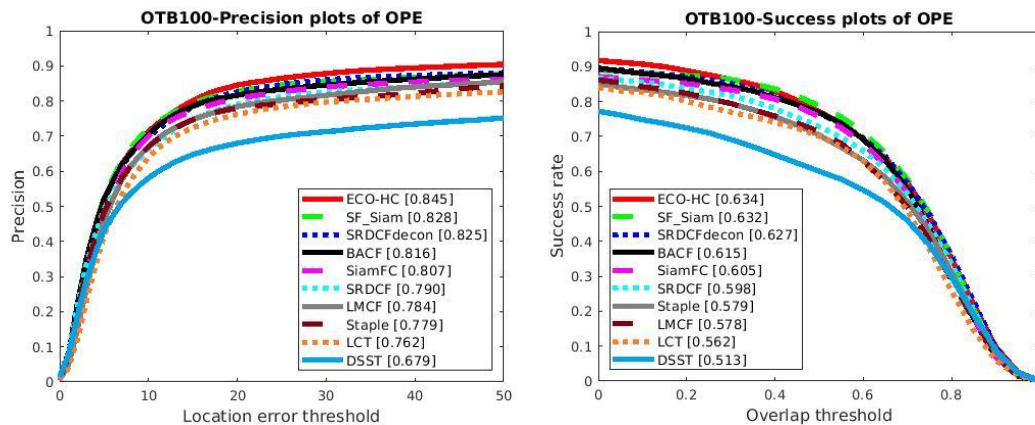 OTB100-Precision plots of OPE
1
0.9
0.8
0.7
0.6
0.5
0.4
0.3
0.2
0.1
0
Precision
ECO-HC [0.845]
SF_Siam [0.828]
SRDCFdecon [0.825]
BACF [0.816]
SiamFC [0.807]
SRDCF [0.790]
LMCF [0.784]
Staple [0.779]
LCT [0.762]
DSST [0.679]
0 10 20 30 40 50
Location error threshold
OTB100-Success plots of OPE
1
0.9
0.8
0.7
0.6
0.5
0.4
0.3
0.2
0.1
0
Success rate
ECO-HC [0.634]
SF_Siam [0.632]
SRDCFdecon [0.627]
BACF [0.615]
SiamFC [0.605]
SRDCF [0.598]
Staple [0.579]
LMCF [0.578]
LCT [0.562]
DSST [0.513]
0 0.2 0.4 0.6 0.8
Overlap threshold